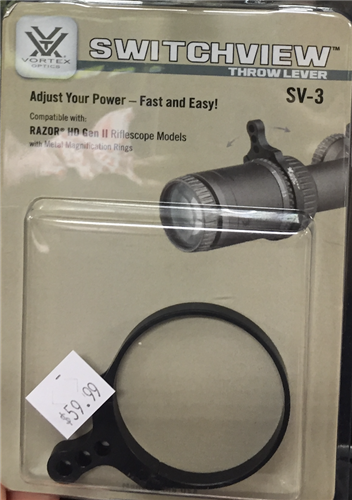 VORTEX
OPTICS
SWITCHVIEW™
THROW LEVER
SV-3
Adjust Your Power – Fast and Easy!
Compatible with:
RAZOR® HD Gen II Riflescope Models
with Metal Magnification Rings
$59.99